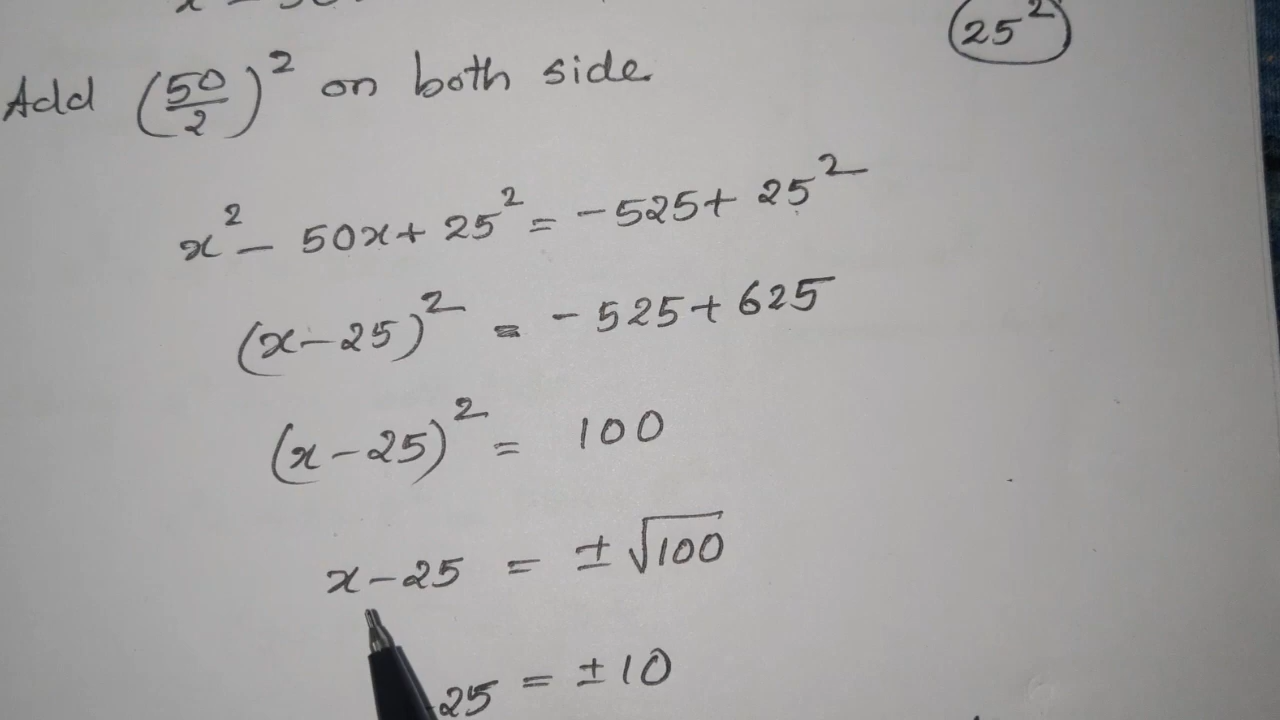 25²
Add (50/2)² on both side
x² - 50x + 25² = -525 + 25²
(x - 25)² = -525 + 625
(x - 25)² = 100
x - 25 = ± √100
25 = ± 10